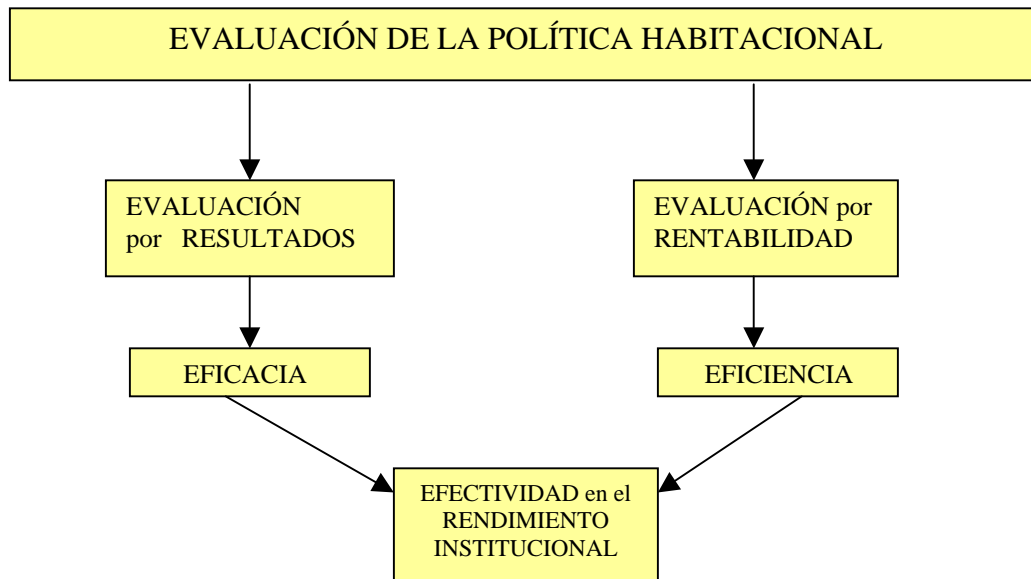 EVALUACIÓN DE LA POLÍTICA HABITACIONAL
EVALUACIÓN
por RESULTADOS
EVALUACIÓN por
RENTABILIDAD
EFICACIA
EFICIENCIA
EFECTIVIDAD en el
RENDIMIENTO
INSTITUCIONAL